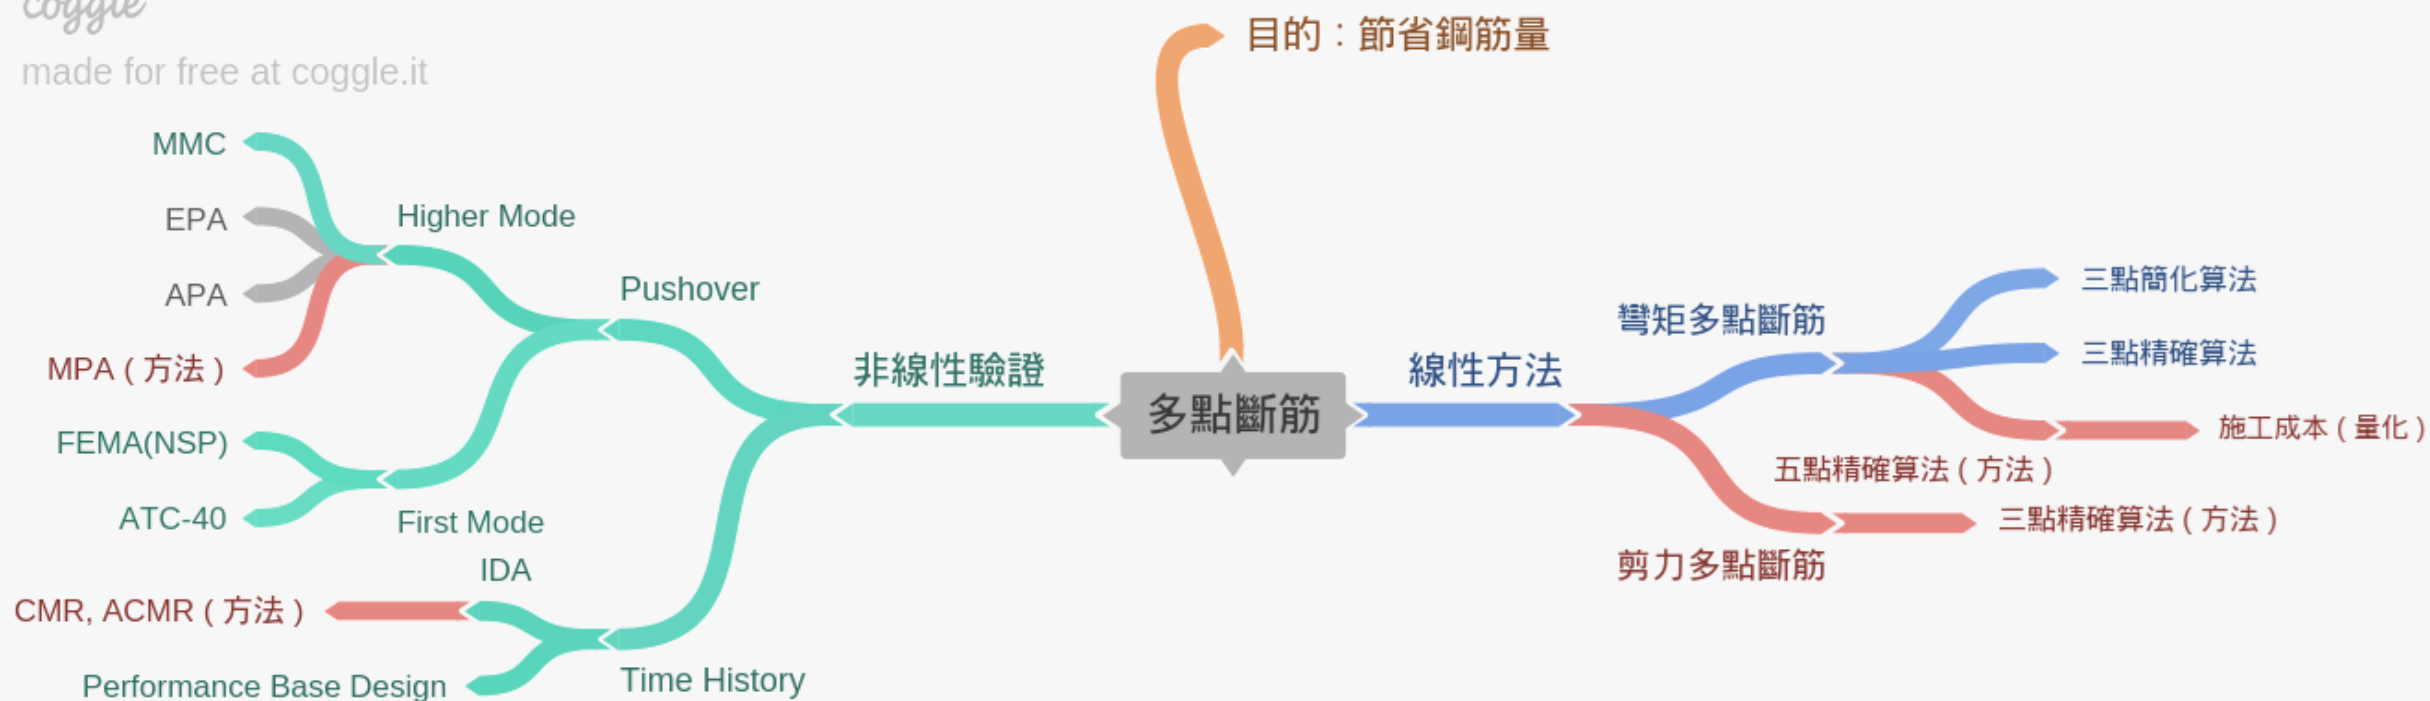 coggle
made for free at coggle.it
目的：節省鋼筋量
多點斷筋
線性方法
彎矩多點斷筋
三點簡化算法
三點精確算法
五點精確算法 ( 方法 )
施工成本 ( 量化 )
剪力多點斷筋
三點精確算法 ( 方法 )
非線性驗證
Pushover
Higher Mode
MMC
EPA
APA
MPA ( 方法 )
First Mode
FEMA(NSP)
ATC-40
Time History
IDA
CMR, ACMR ( 方法 )
Performance Base Design